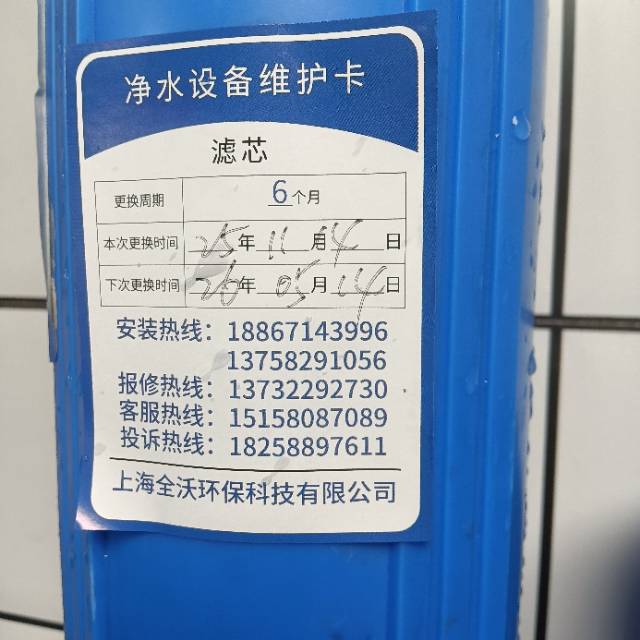 净水设备维护卡
滤芯
更换周期 6个月
本次更换时间 25年11月14日
下次更换时间 26年05月14日
安装热线：18867143996
13758291056
报修热线：13732292730
客服热线：15158087089
投诉热线：18258897611
上海全沃环保科技有限公司